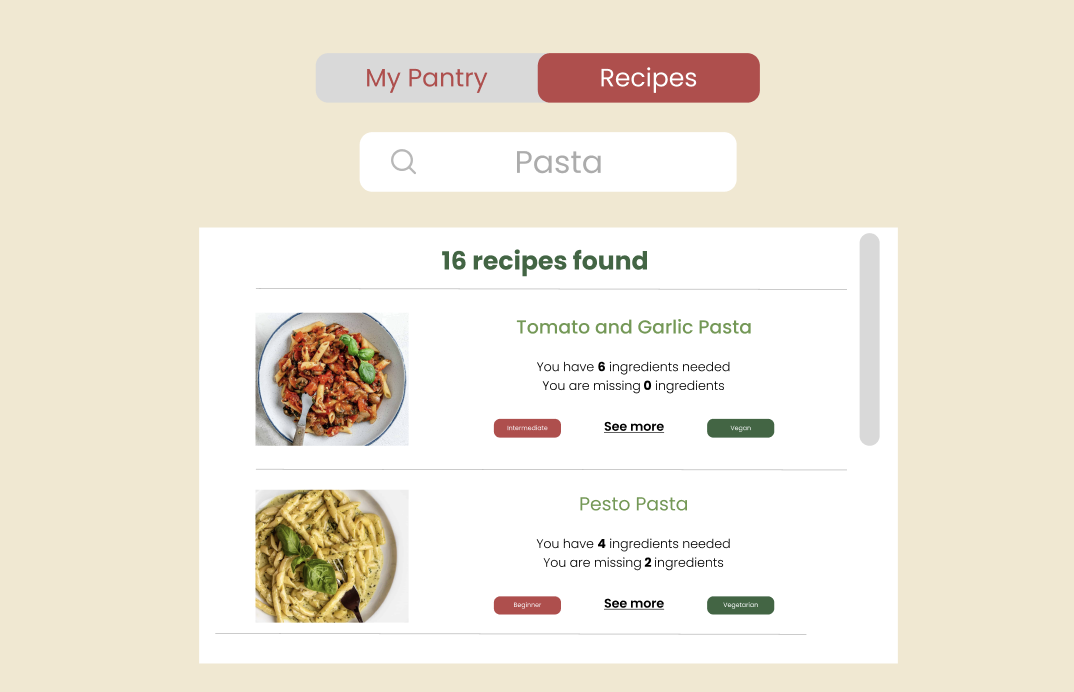 My Pantry Recipes
Pasta
16 recipes found
Tomato and Garlic Pasta
You have 6 ingredients needed
You are missing 0 ingredients
Intermediate See more Vegan
Pesto Pasta
You have 4 ingredients needed
You are missing 2 ingredients
Beginner See more Vegetarian